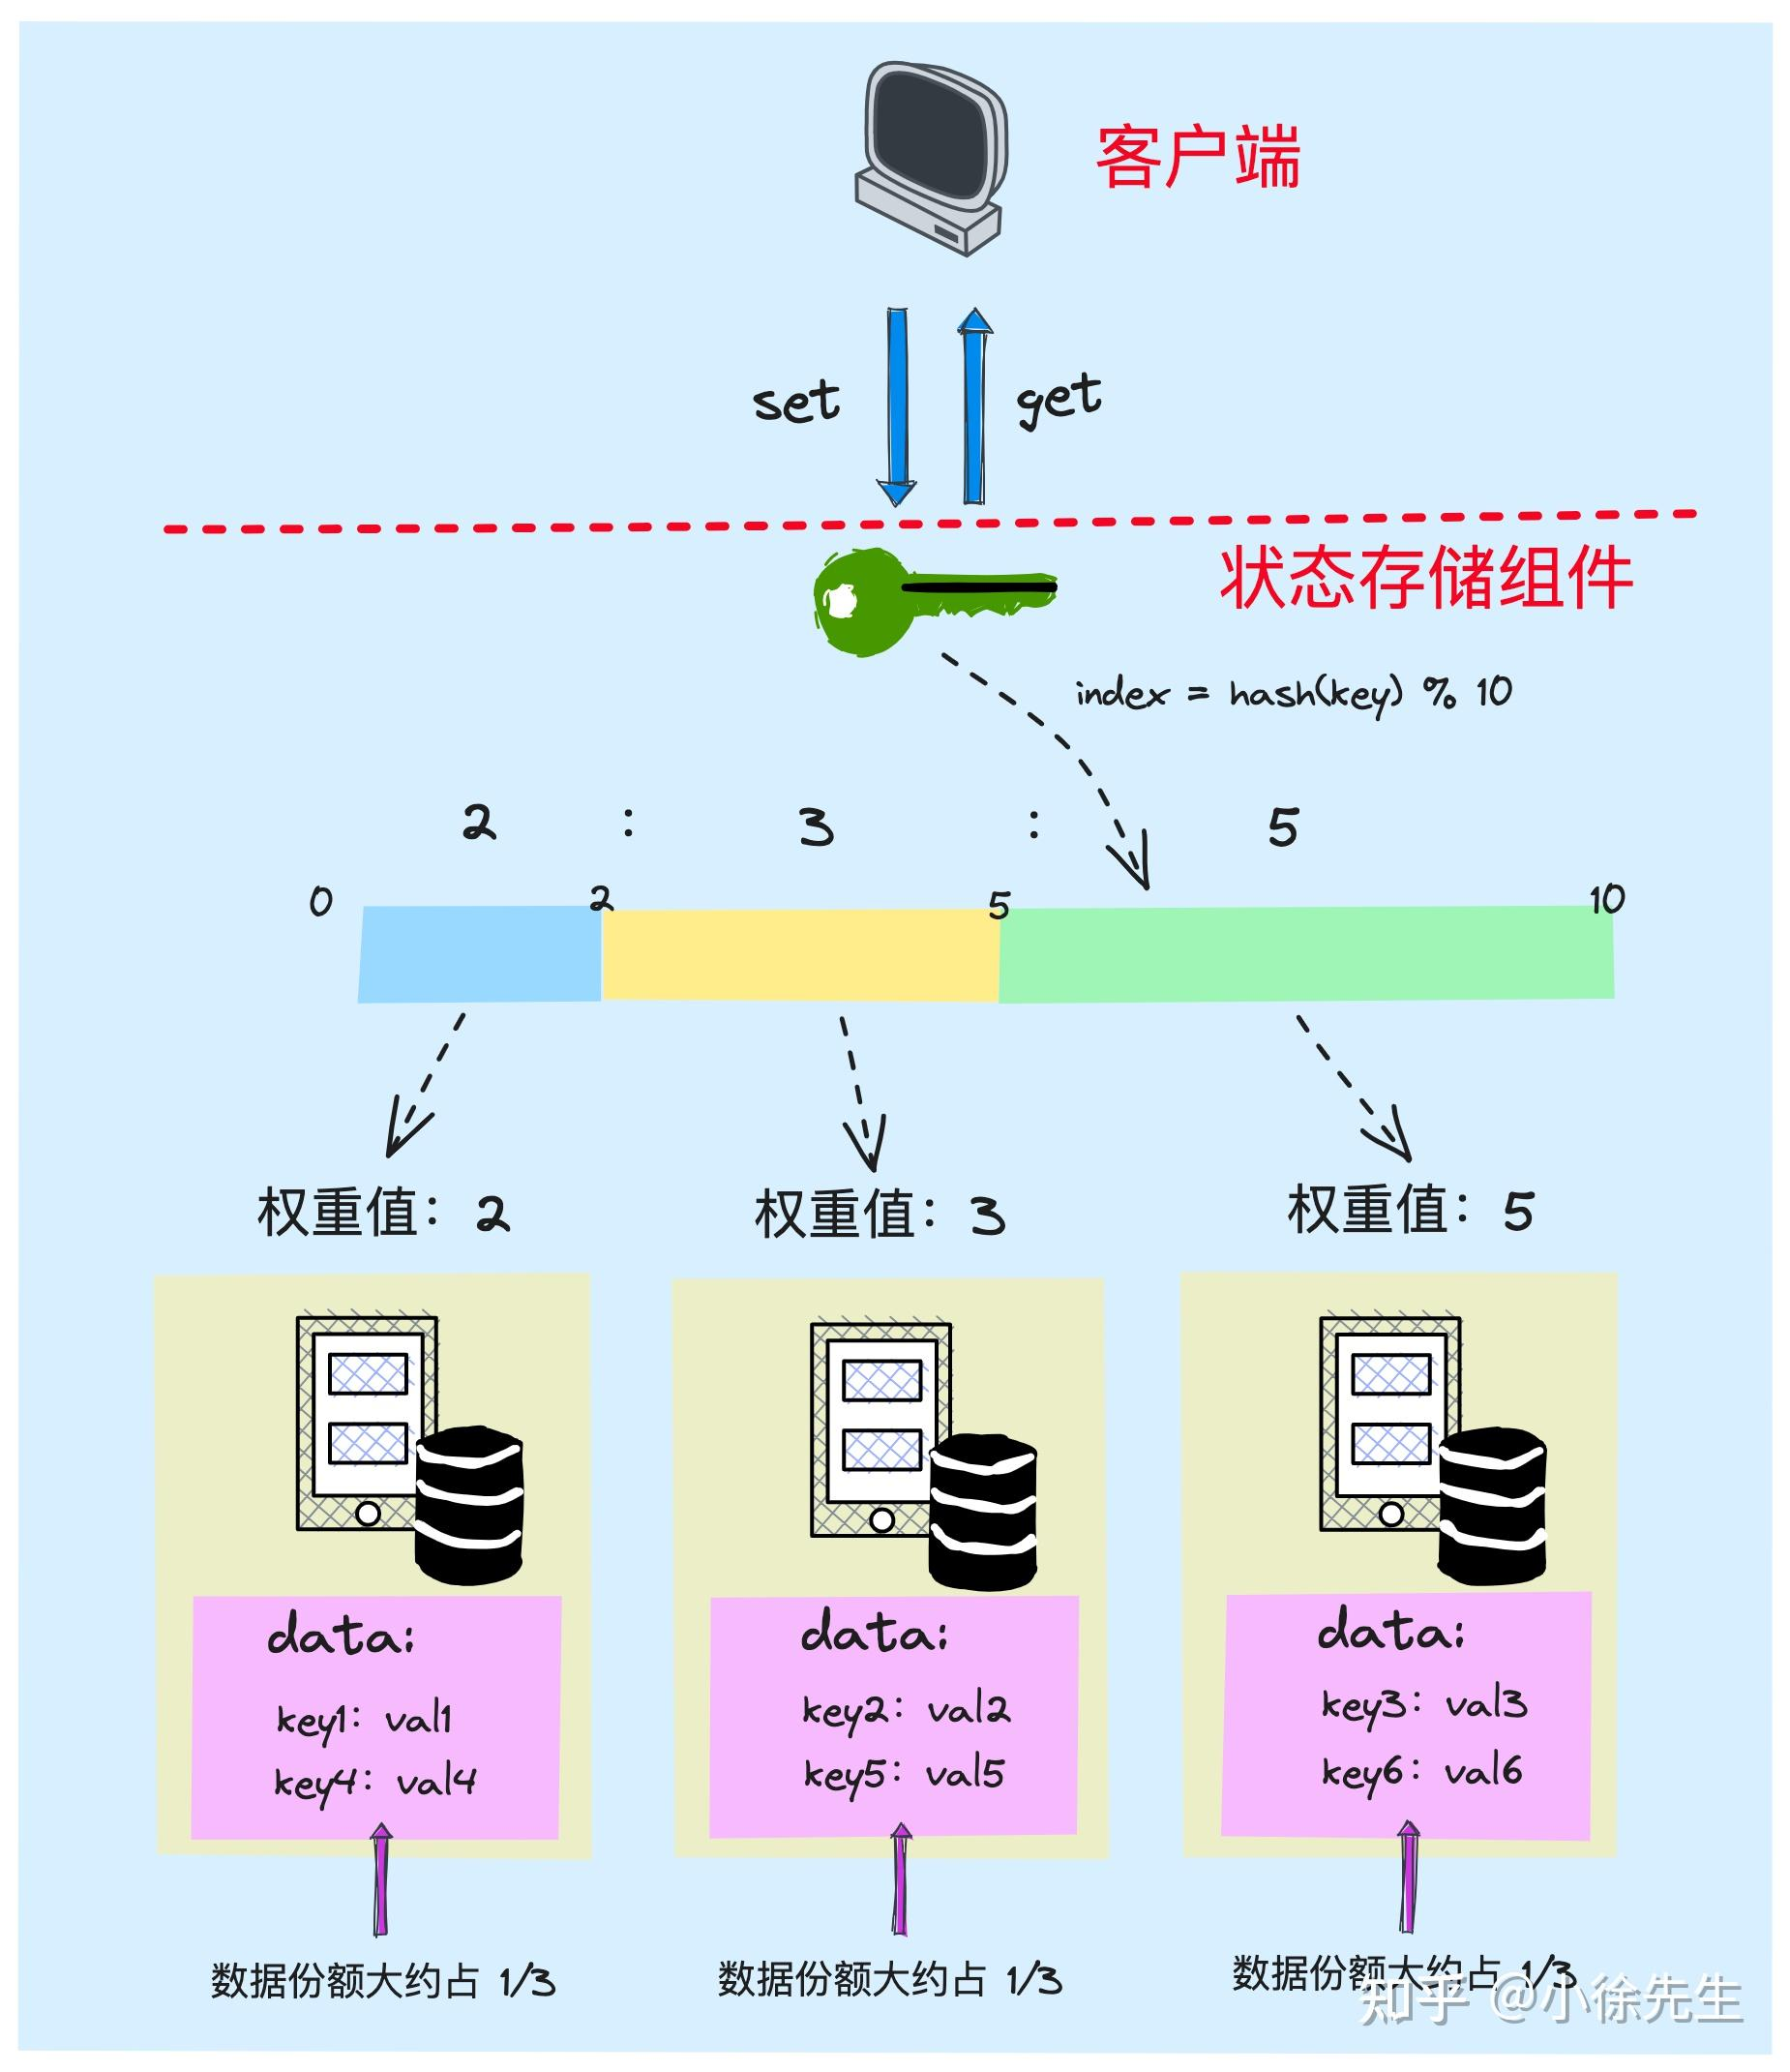 客户端
set
get
状态存储组件
index = hash(key) % 10
2 : 3 : 5
0 2 5 10
权重值：2
权重值：3
权重值：5
data:
key1: val1
key4: val4
data:
key2: val2
key5: val5
data:
key3: val3
key6: val6
数据份额大约占 1/3
数据份额大约占 1/3
数据份额大约占 1/3
知乎 @小徐先生